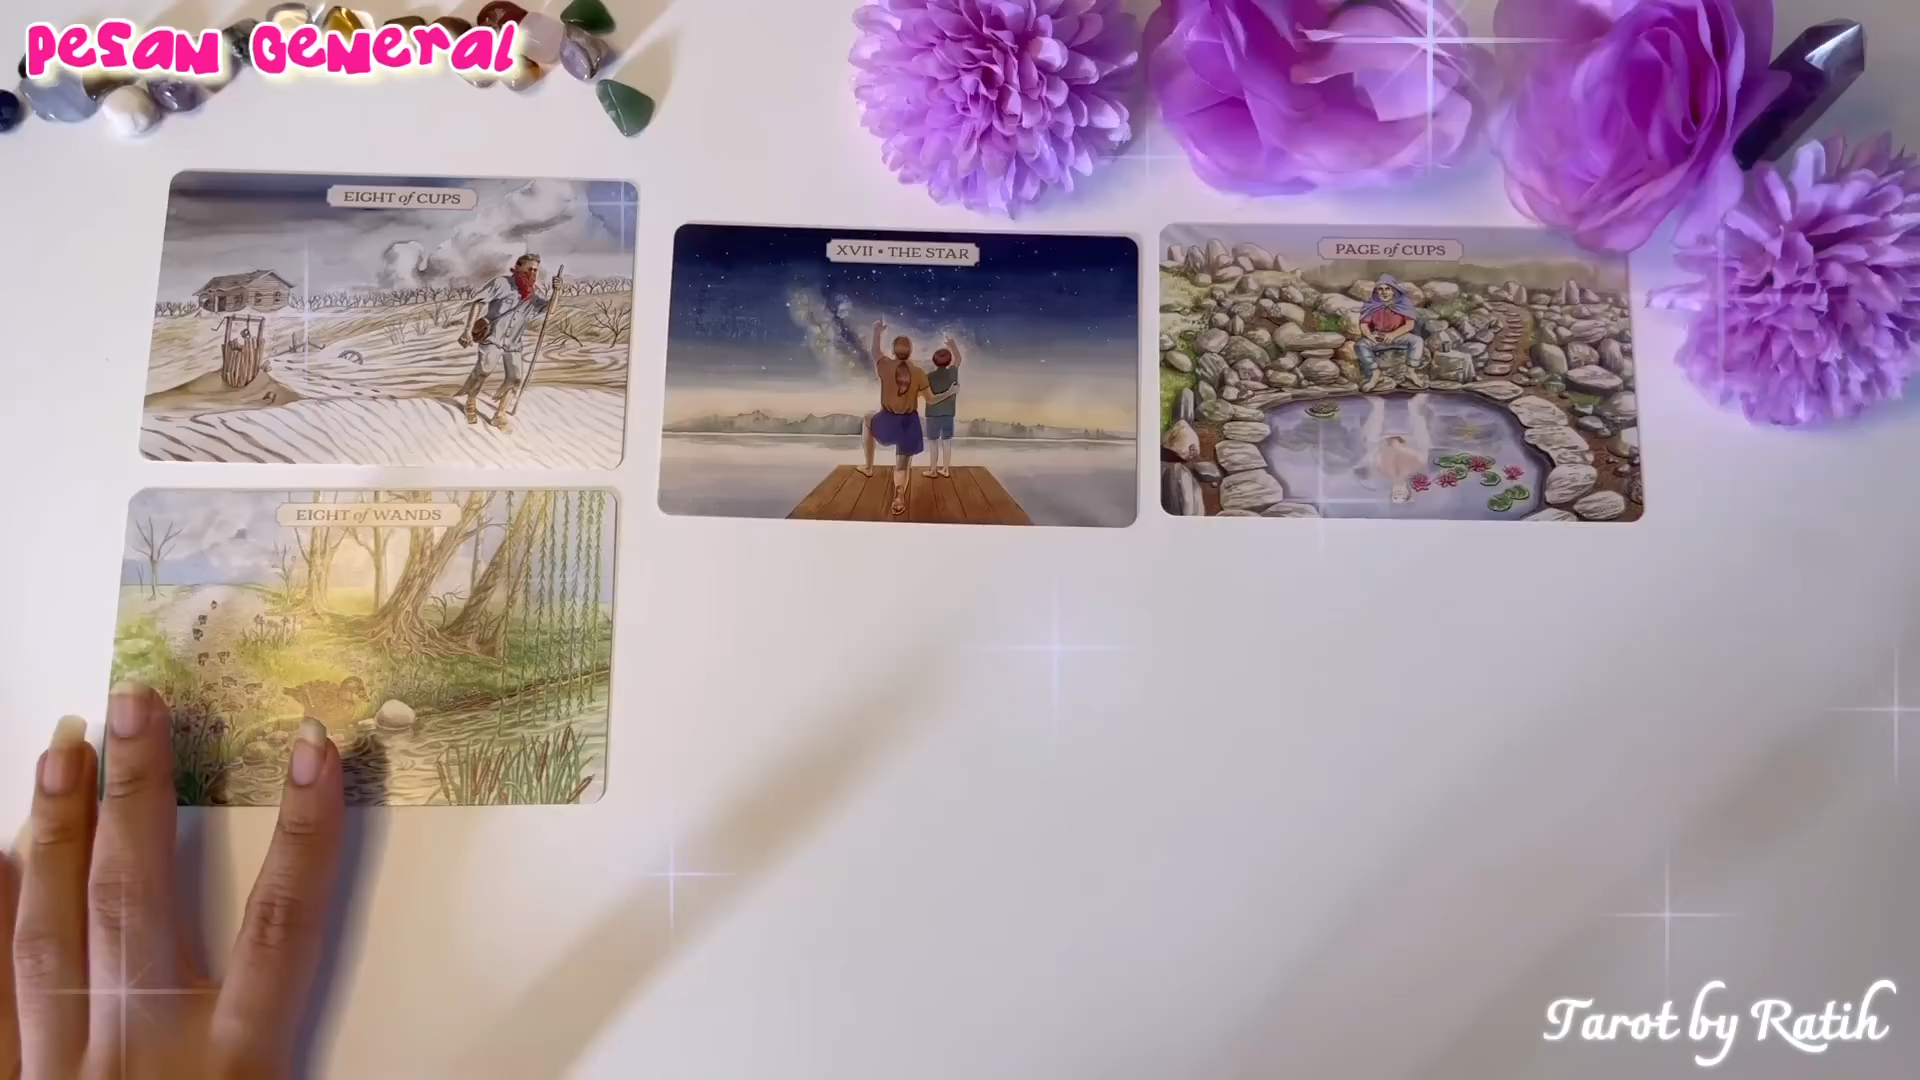 PESAN GENERAL
EIGHT of CUPS
XVII • THE STAR
PAGE of CUPS
EIGHT of WANDS
Tarot by Ratih